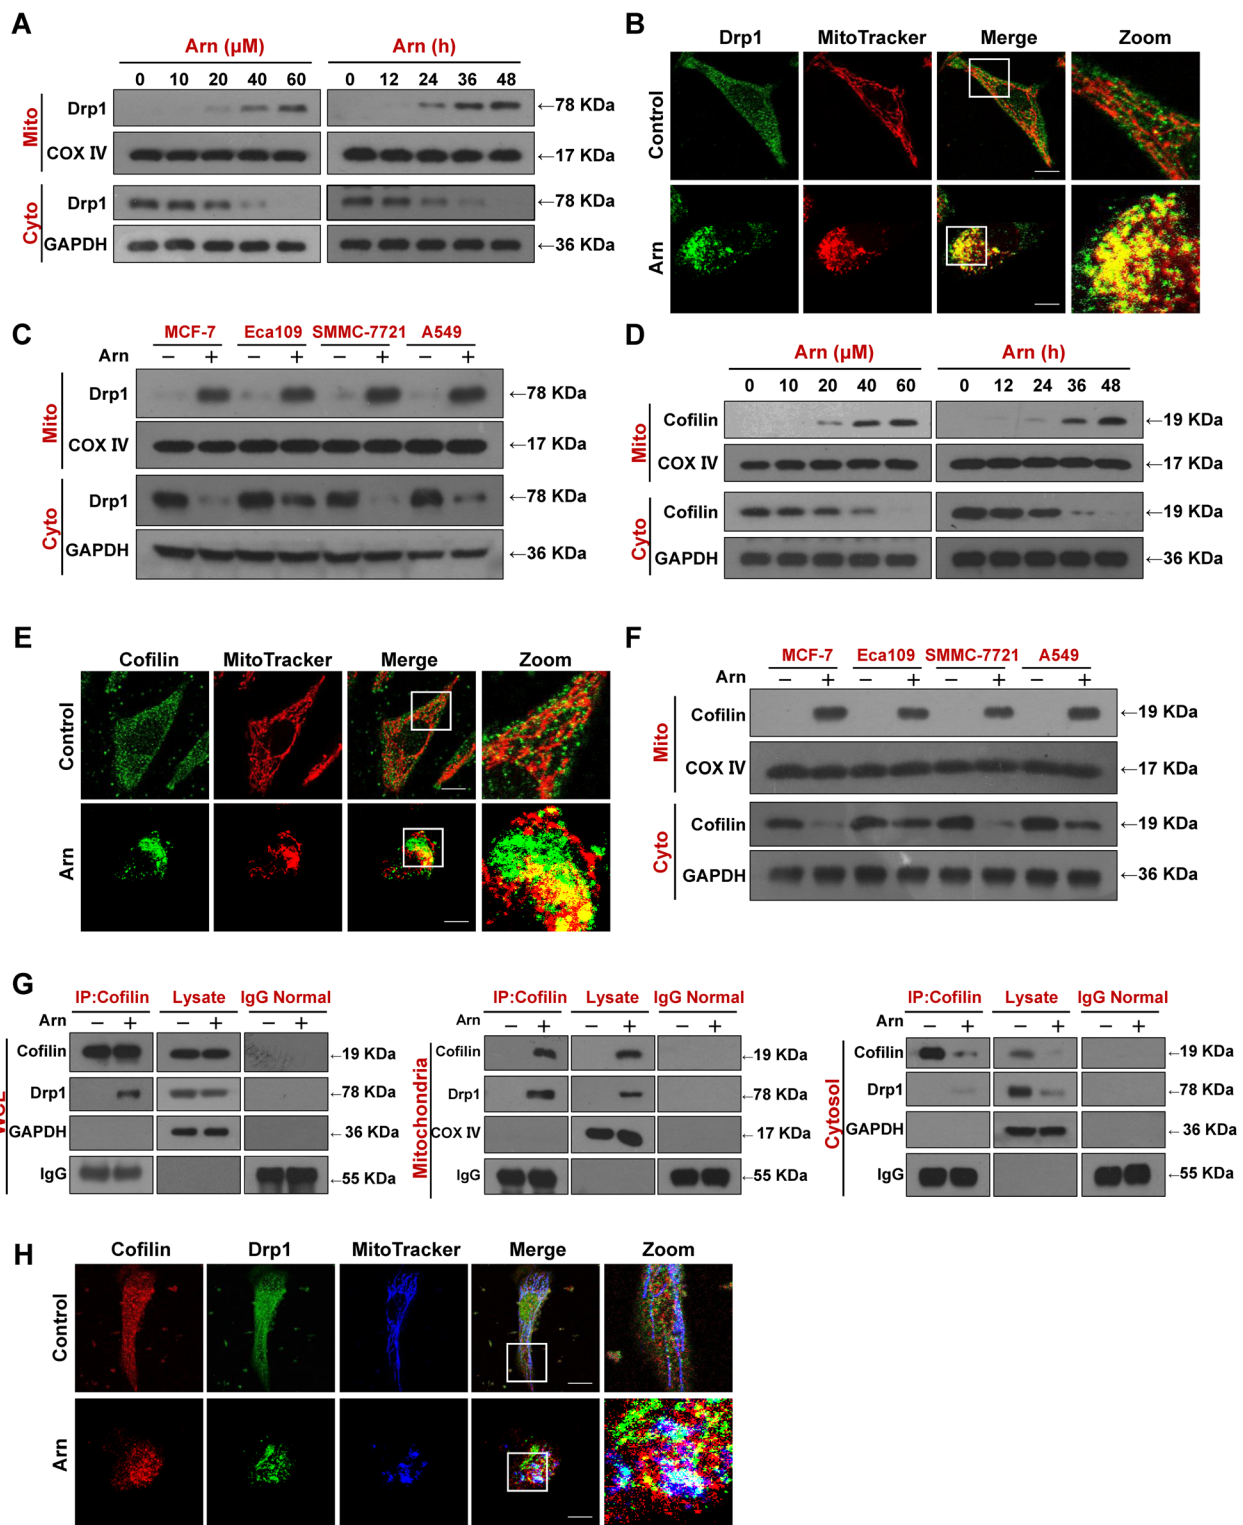 A
Arn (μM) Arn (h)
0 10 20 40 60 0 12 24 36 48
Mito
Drp1 ←78 KDa
COX IV ←17 KDa
Cyto
Drp1 ←78 KDa
GAPDH ←36 KDa
B
Drp1 MitoTracker Merge Zoom
Control
Arn
C
MCF-7 Eca109 SMMC-7721 A549
Arn − + − + − + − +
Mito
Drp1 ←78 KDa
COX IV ←17 KDa
Cyto
Drp1 ←78 KDa
GAPDH ←36 KDa
D
Arn (μM) Arn (h)
0 10 20 40 60 0 12 24 36 48
Mito
Cofilin ←19 KDa
COX IV ←17 KDa
Cyto
Cofilin ←19 KDa
GAPDH ←36 KDa
E
Cofilin MitoTracker Merge Zoom
Control
Arn
F
MCF-7 Eca109 SMMC-7721 A549
Arn − + − + − + − +
Mito
Cofilin ←19 KDa
COX IV ←17 KDa
Cyto
Cofilin ←19 KDa
GAPDH ←36 KDa
G
IP:Cofilin Lysate IgG Normal
Arn − + − + − +
Cofilin ←19 KDa
Drp1 ←78 KDa
GAPDH ←36 KDa
IgG ←55 KDa
IP:Cofilin Lysate IgG Normal
Arn − + − + − +
Mitochondria
Cofilin ←19 KDa
Drp1 ←78 KDa
COX IV ←17 KDa
IgG ←55 KDa
IP:Cofilin Lysate IgG Normal
Arn − + − + − +
Cytosol
Cofilin ←19 KDa
Drp1 ←78 KDa
GAPDH ←36 KDa
IgG ←55 KDa
H
Cofilin Drp1 MitoTracker Merge Zoom
Control
Arn